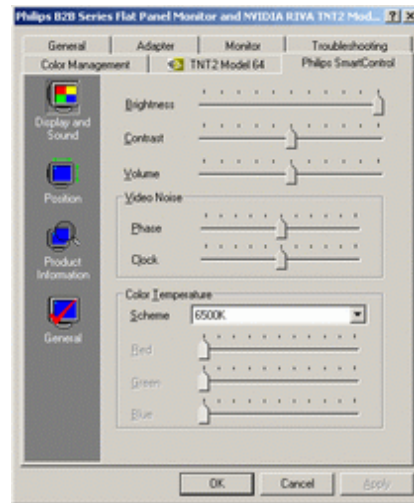 Philips B2B Series Flat Panel Monitor and NVIDIA RIVA TNT2 Mod...
General Adapter Monitor Troubleshooting
Color Management TNT2 Model 64 Philips SmartControl
Display and
Sound
Position
Product
Information
General
Brightness
Contrast
Volume
Video Noise
Phase
Clock
Color Temperature
Scheme 6500K
Red
Green
Blue
OK Cancel Apply